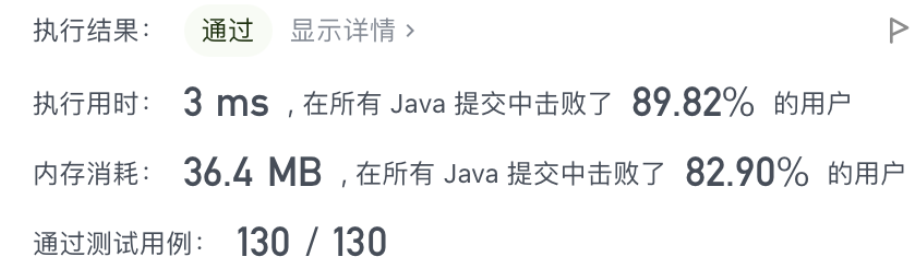 执行结果： 通过 显示详情 >
执行用时： 3 ms , 在所有 Java 提交中击败了 89.82% 的用户
内存消耗： 36.4 MB , 在所有 Java 提交中击败了 82.90% 的用户
通过测试用例： 130 / 130